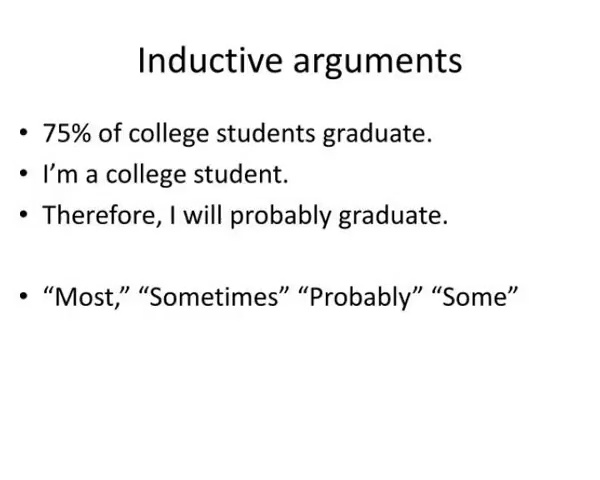 Inductive arguments
• 75% of college students graduate.
• I’m a college student.
• Therefore, I will probably graduate.
• “Most,” “Sometimes” “Probably” “Some”